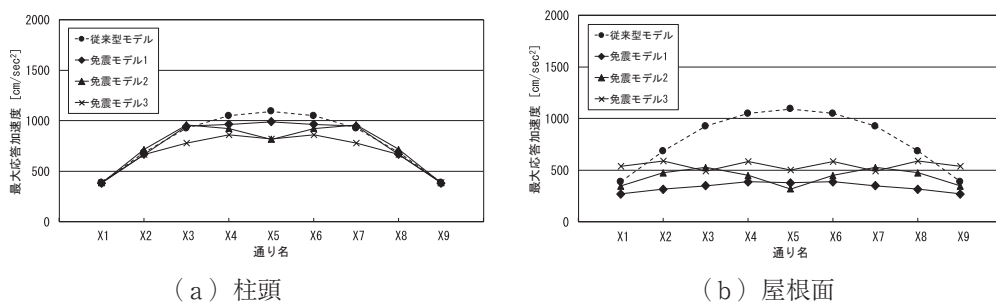 2000
1500
1000
500
0
最大応答加速度 [cm/sec²]
従来型モデル
免震モデル1
免震モデル2
免震モデル3
X1 X2 X3 X4 X5 X6 X7 X8 X9
通り名
(a) 柱頭
2000
1500
1000
500
0
最大応答加速度 [cm/sec²]
従来型モデル
免震モデル1
免震モデル2
免震モデル3
X1 X2 X3 X4 X5 X6 X7 X8 X9
通り名
(b) 屋根面